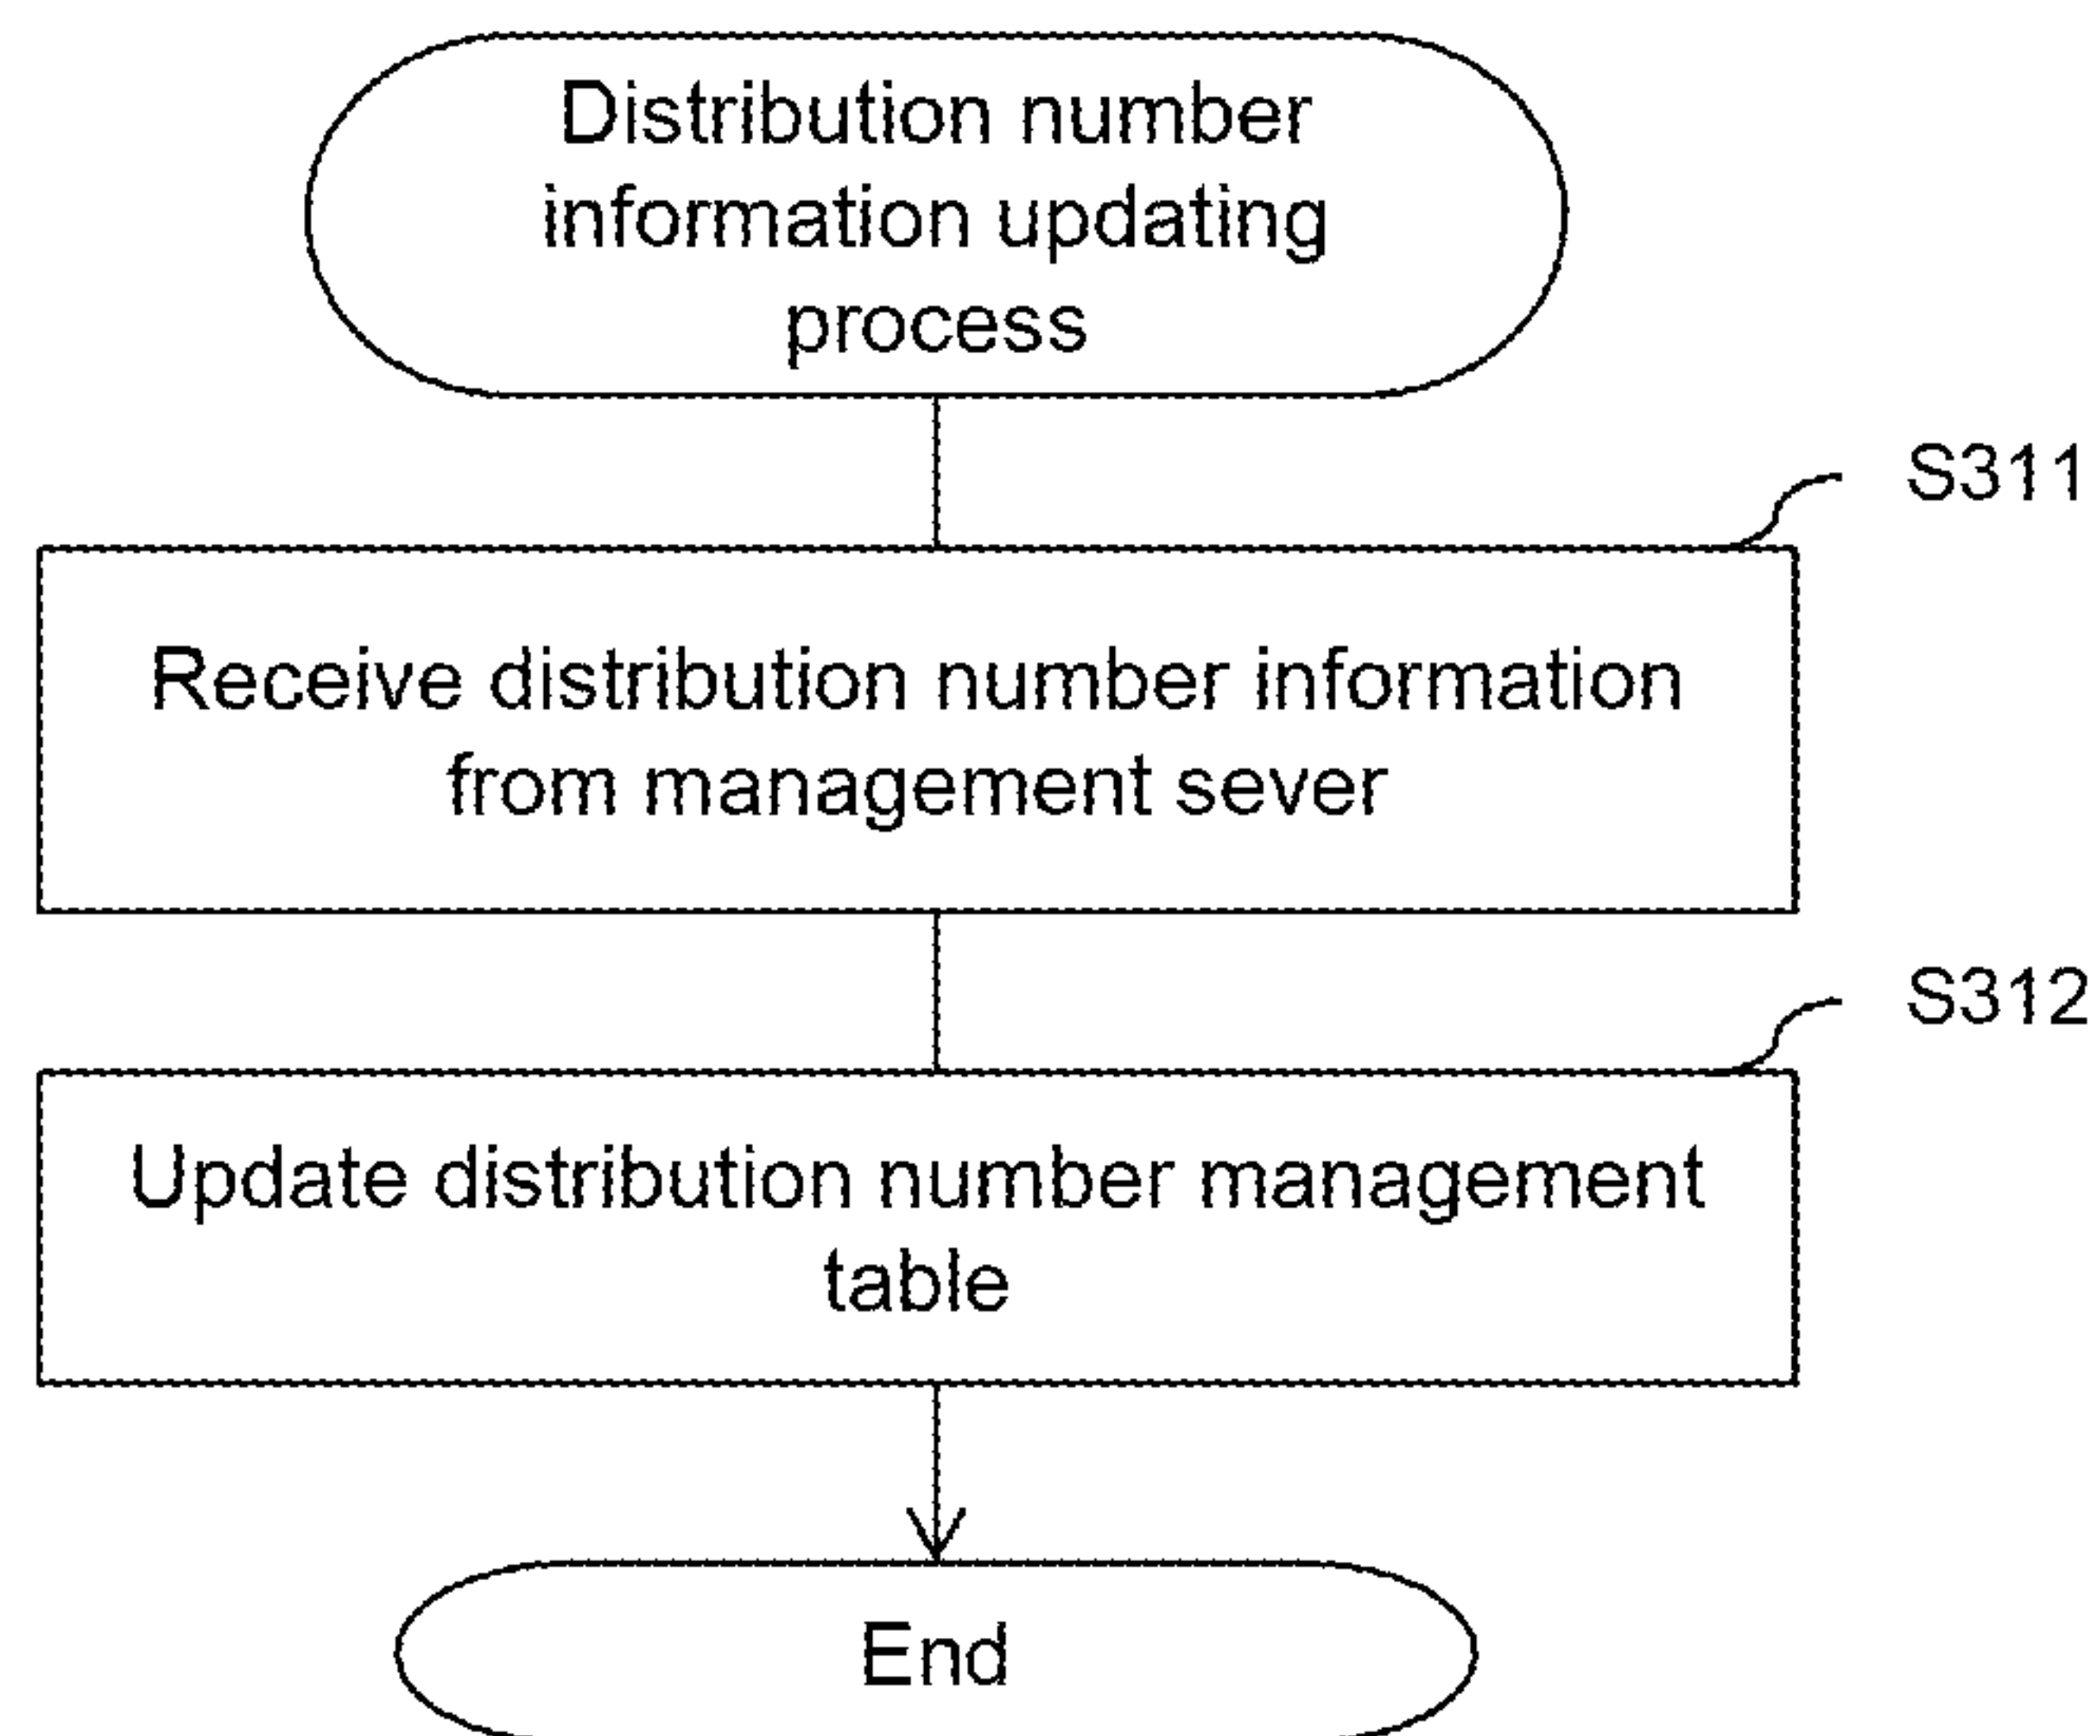 Distribution number
information updating
process
S311
Receive distribution number information
from management sever
S312
Update distribution number management
table
End